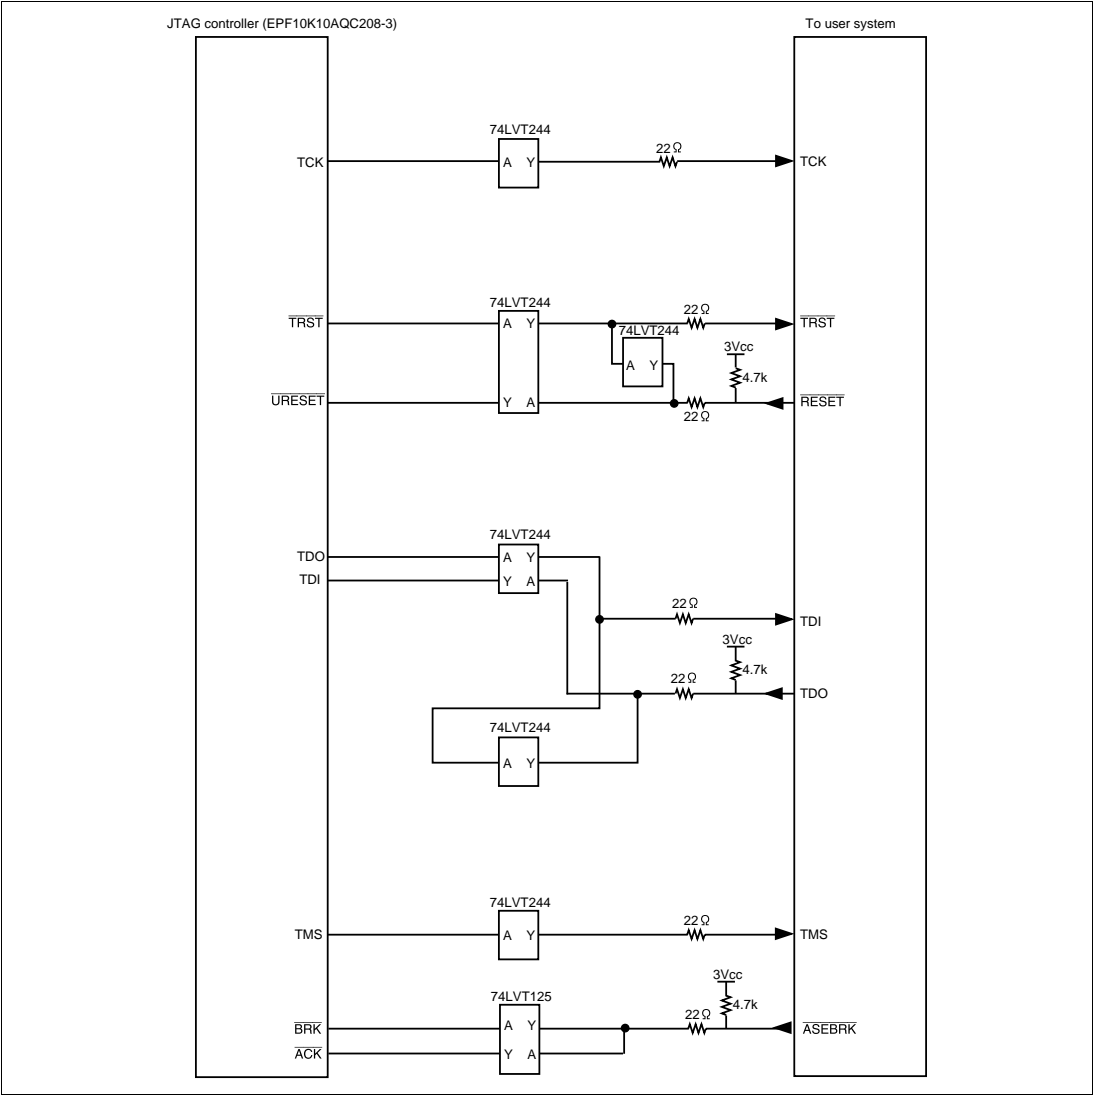 JTAG controller (EPF10K10AQC208-3)
To user system
74LVT244
TCK
A Y
22Ω
TCK
74LVT244
TRST
A Y
22Ω
TRST
74LVT244
A Y
3Vcc
4.7k
URESET
Y A
22Ω
RESET
74LVT244
TDO
A Y
TDI
Y A
22Ω
TDI
3Vcc
4.7k
22Ω
TDO
74LVT244
A Y
74LVT244
TMS
A Y
22Ω
TMS
3Vcc
4.7k
74LVT125
BRK
A Y
22Ω
ASEBRK
ACK
Y A